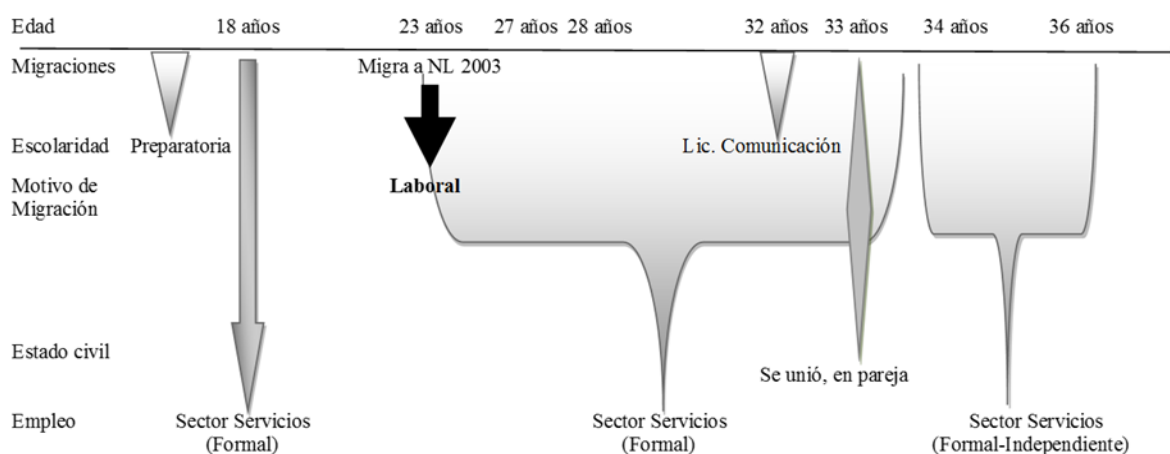 Edad 18 años 23 años 27 años 28 años 32 años 33 años 34 años 36 años
Migraciones Migra a NL 2003
Escolaridad Preparatoria Lic. Comunicación
Motivo de Laboral
Migración
Estado civil
Se unió, en pareja
Empleo Sector Servicios Sector Servicios Sector Servicios
(Formal) (Formal) (Formal-Independiente)